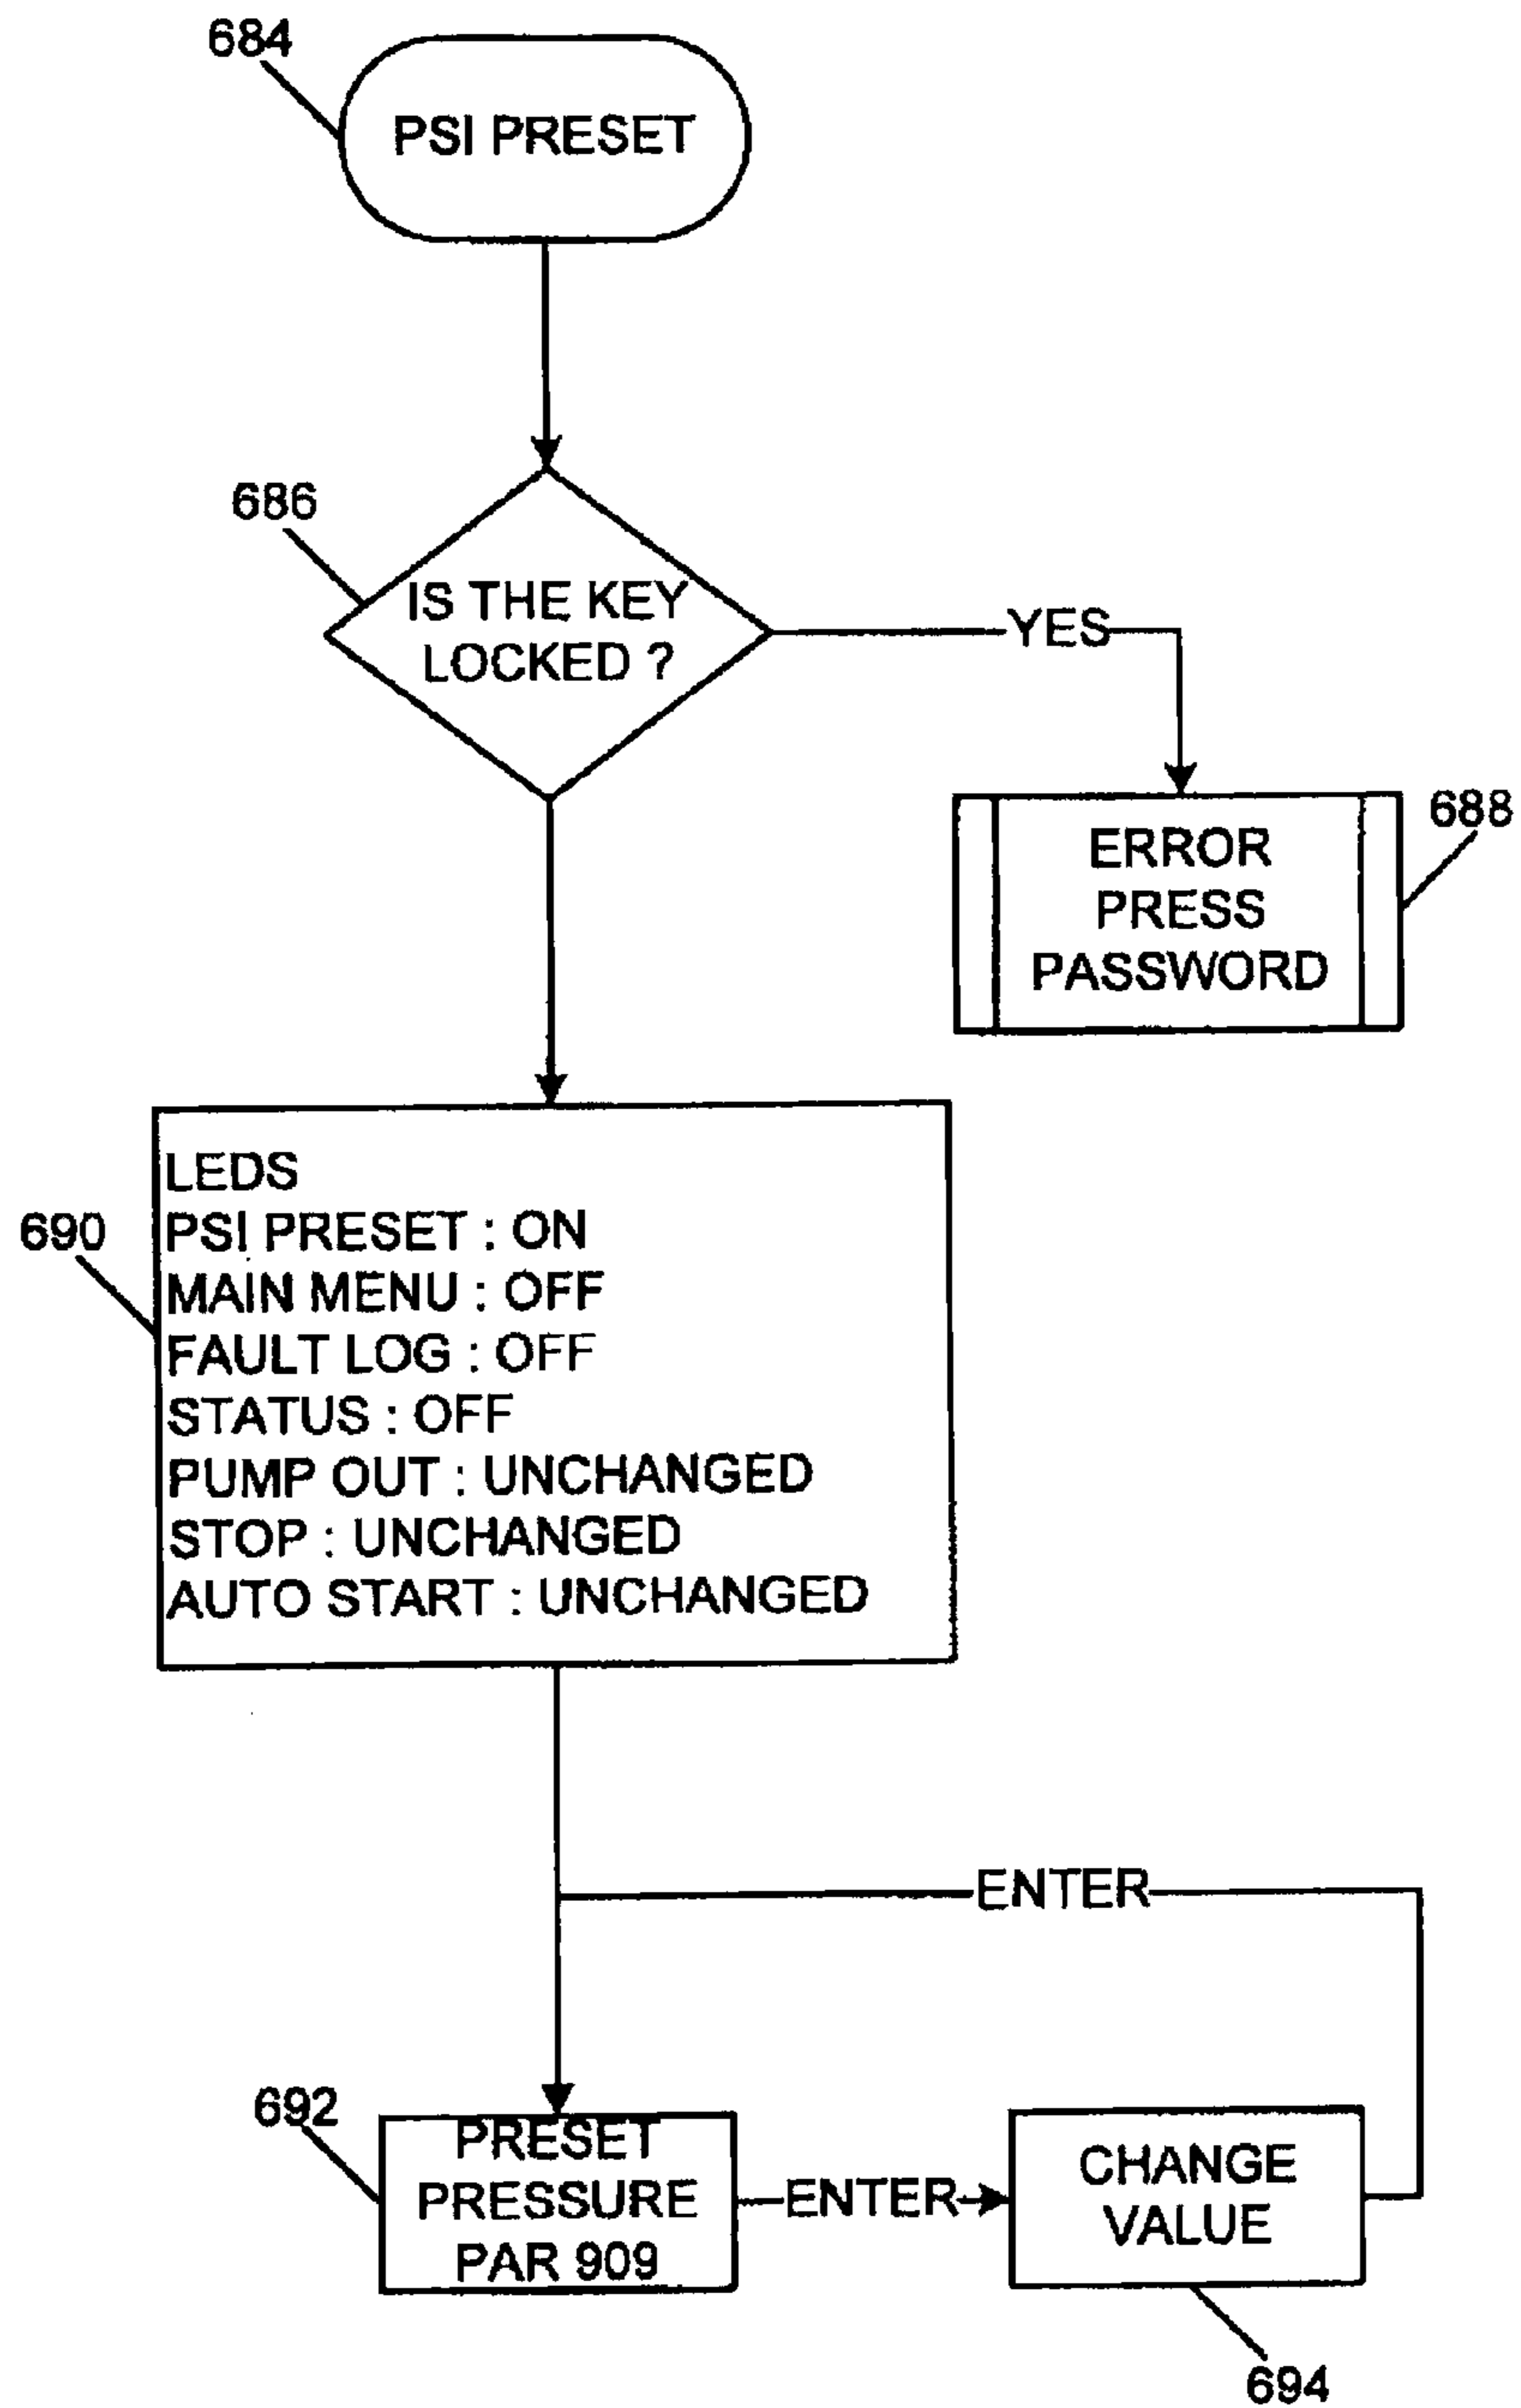 684
PSI PRESET
686
IS THE KEY
LOCKED ?
YES
ERROR
PRESS
PASSWORD
688
690
LEDS
PSI PRESET : ON
MAIN MENU : OFF
FAULT LOG : OFF
STATUS : OFF
PUMP OUT : UNCHANGED
STOP : UNCHANGED
AUTO START : UNCHANGED
ENTER
692
PRESET
PRESSURE
PAR 909
ENTER
CHANGE
VALUE
694